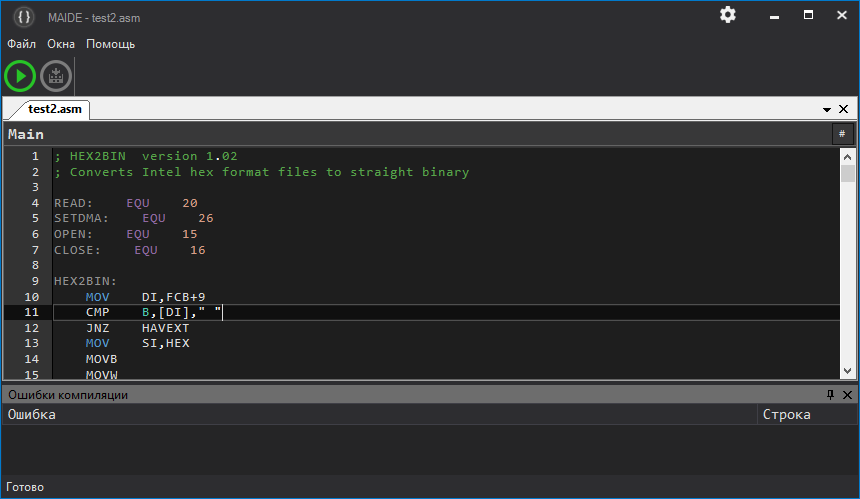 MAIDE - test2.asm
Файл Окна Помощь
test2.asm
Main #
1 ; HEX2BIN version 1.02
2 ; Converts Intel hex format files to straight binary
3
4 READ: EQU 20
5 SETDMA: EQU 26
6 OPEN: EQU 15
7 CLOSE: EQU 16
8
9 HEX2BIN:
10 MOV DI,FCB+9
11 CMP B,[DI]," "
12 JNZ HAVEXT
13 MOV SI,HEX
14 MOVB
15 MOVW
Ошибки компиляции
Ошибка Строка
Готово